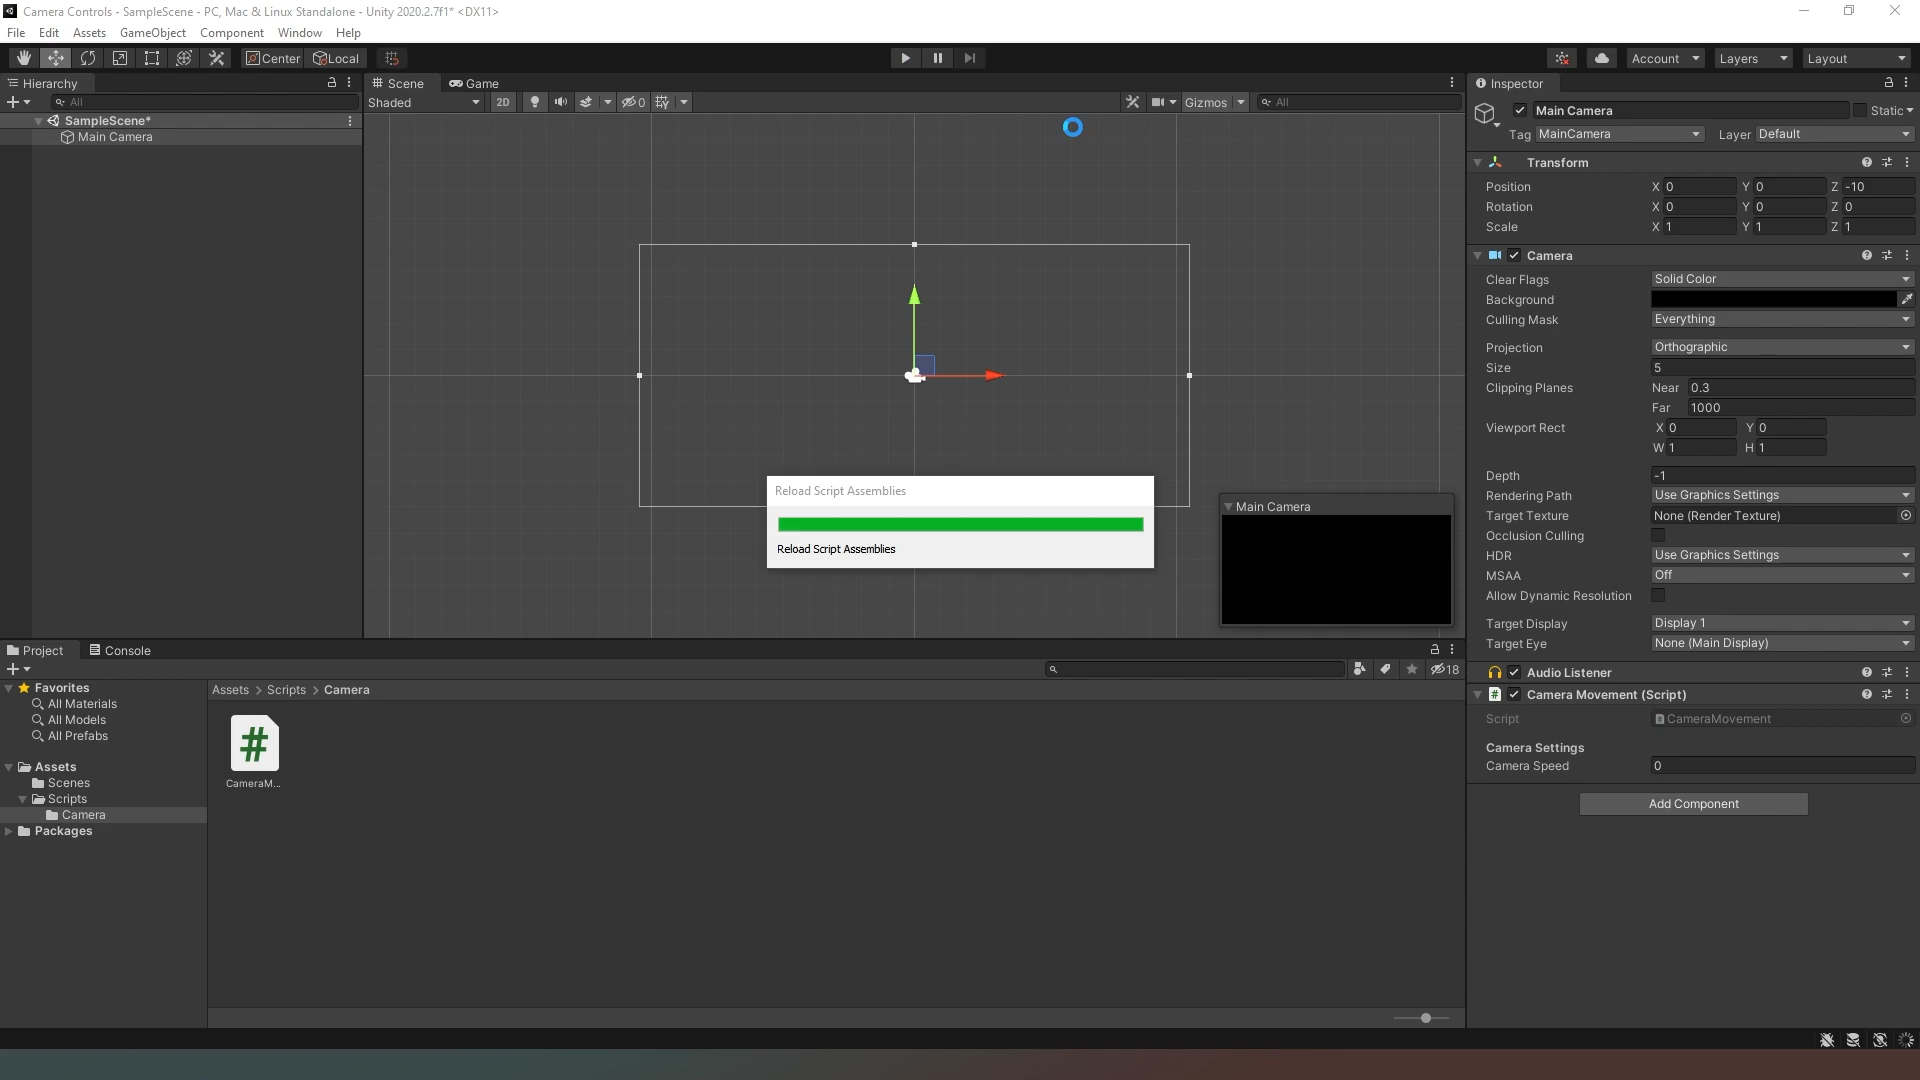 Camera Controls - SampleScene - PC, Mac & Linux Standalone - Unity 2020.2.7f1* <DX11>
File Edit Assets GameObject Component Window Help
Center Local Account Layers Layout
Hierarchy
All
SampleScene*
Main Camera
Scene Game
Shaded 2D 0 Gizmos All
Reload Script Assemblies
Reload Script Assemblies
Main Camera
Inspector
Main Camera Static
Tag MainCamera Layer Default
Transform
Position X 0 Y 0 Z -10
Rotation X 0 Y 0 Z 0
Scale X 1 Y 1 Z 1
Camera
Clear Flags Solid Color
Background
Culling Mask Everything
Projection Orthographic
Size 5
Clipping Planes Near 0.3
Far 1000
Viewport Rect X 0 Y 0
W 1 H 1
Depth -1
Rendering Path Use Graphics Settings
Target Texture None (Render Texture)
Occlusion Culling
HDR Use Graphics Settings
MSAA Off
Allow Dynamic Resolution
Target Display Display 1
Target Eye None (Main Display)
Audio Listener
# Camera Movement (Script)
Script CameraMovement
Camera Settings
Camera Speed 0
Add Component
Project Console
18
Favorites
All Materials
All Models
All Prefabs
Assets
Scenes
Scripts
Camera
Packages
Assets > Scripts > Camera
#
CameraM...